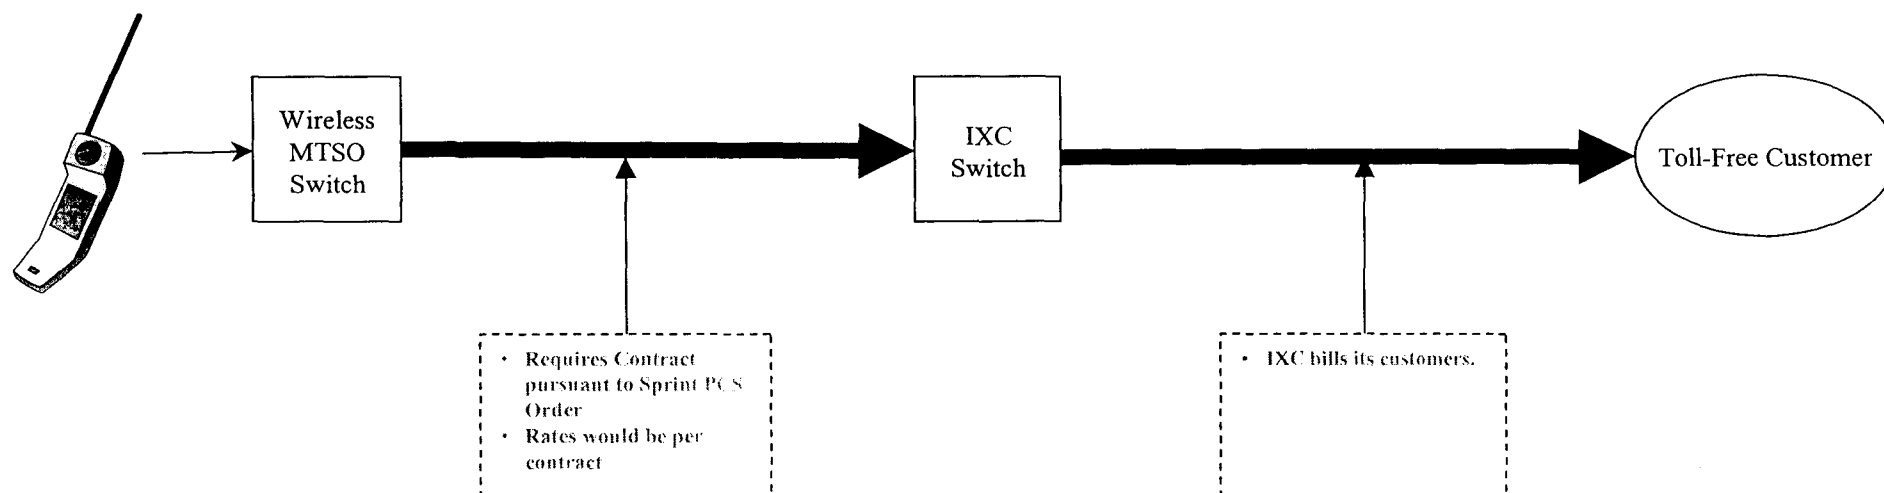 Wireless
MTSO
Switch
IXC
Switch
Toll-Free Customer
• Requires Contract
pursuant to Sprint PCS
Order
• Rates would be per
contract
• IXC bills its customers.